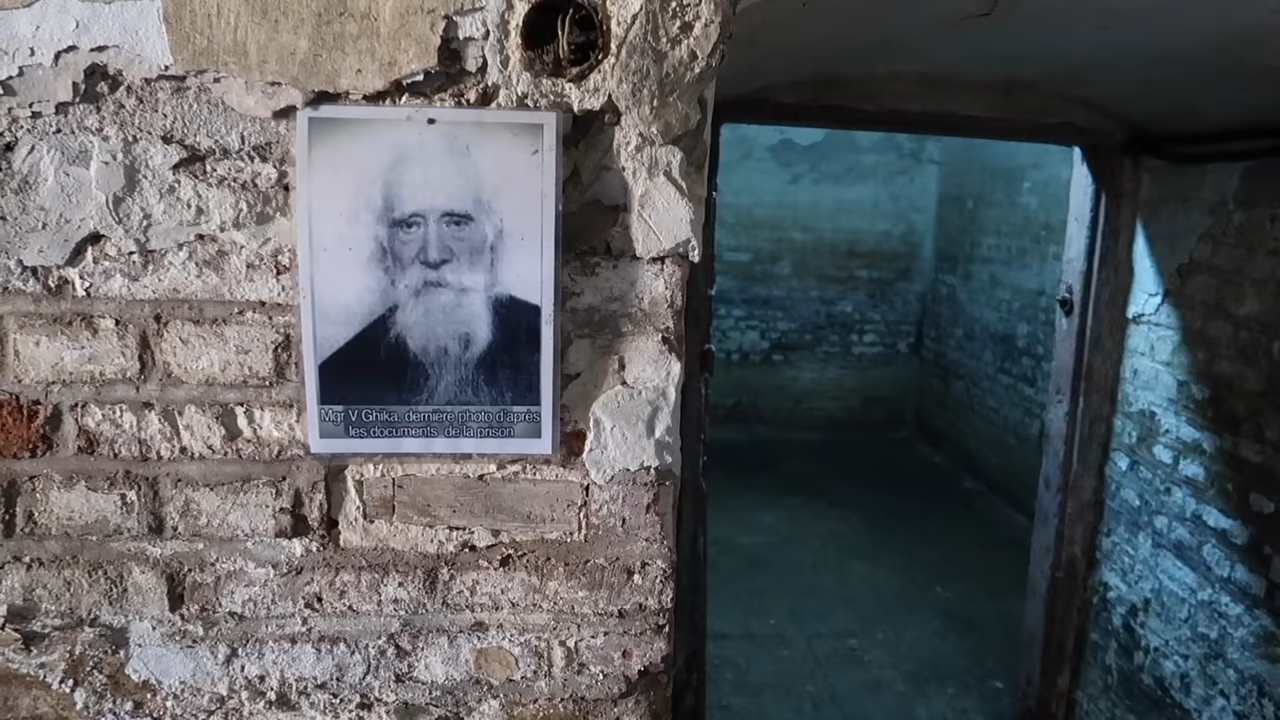 Mgr V Ghika, dernière photo d'après
les documents de la prison